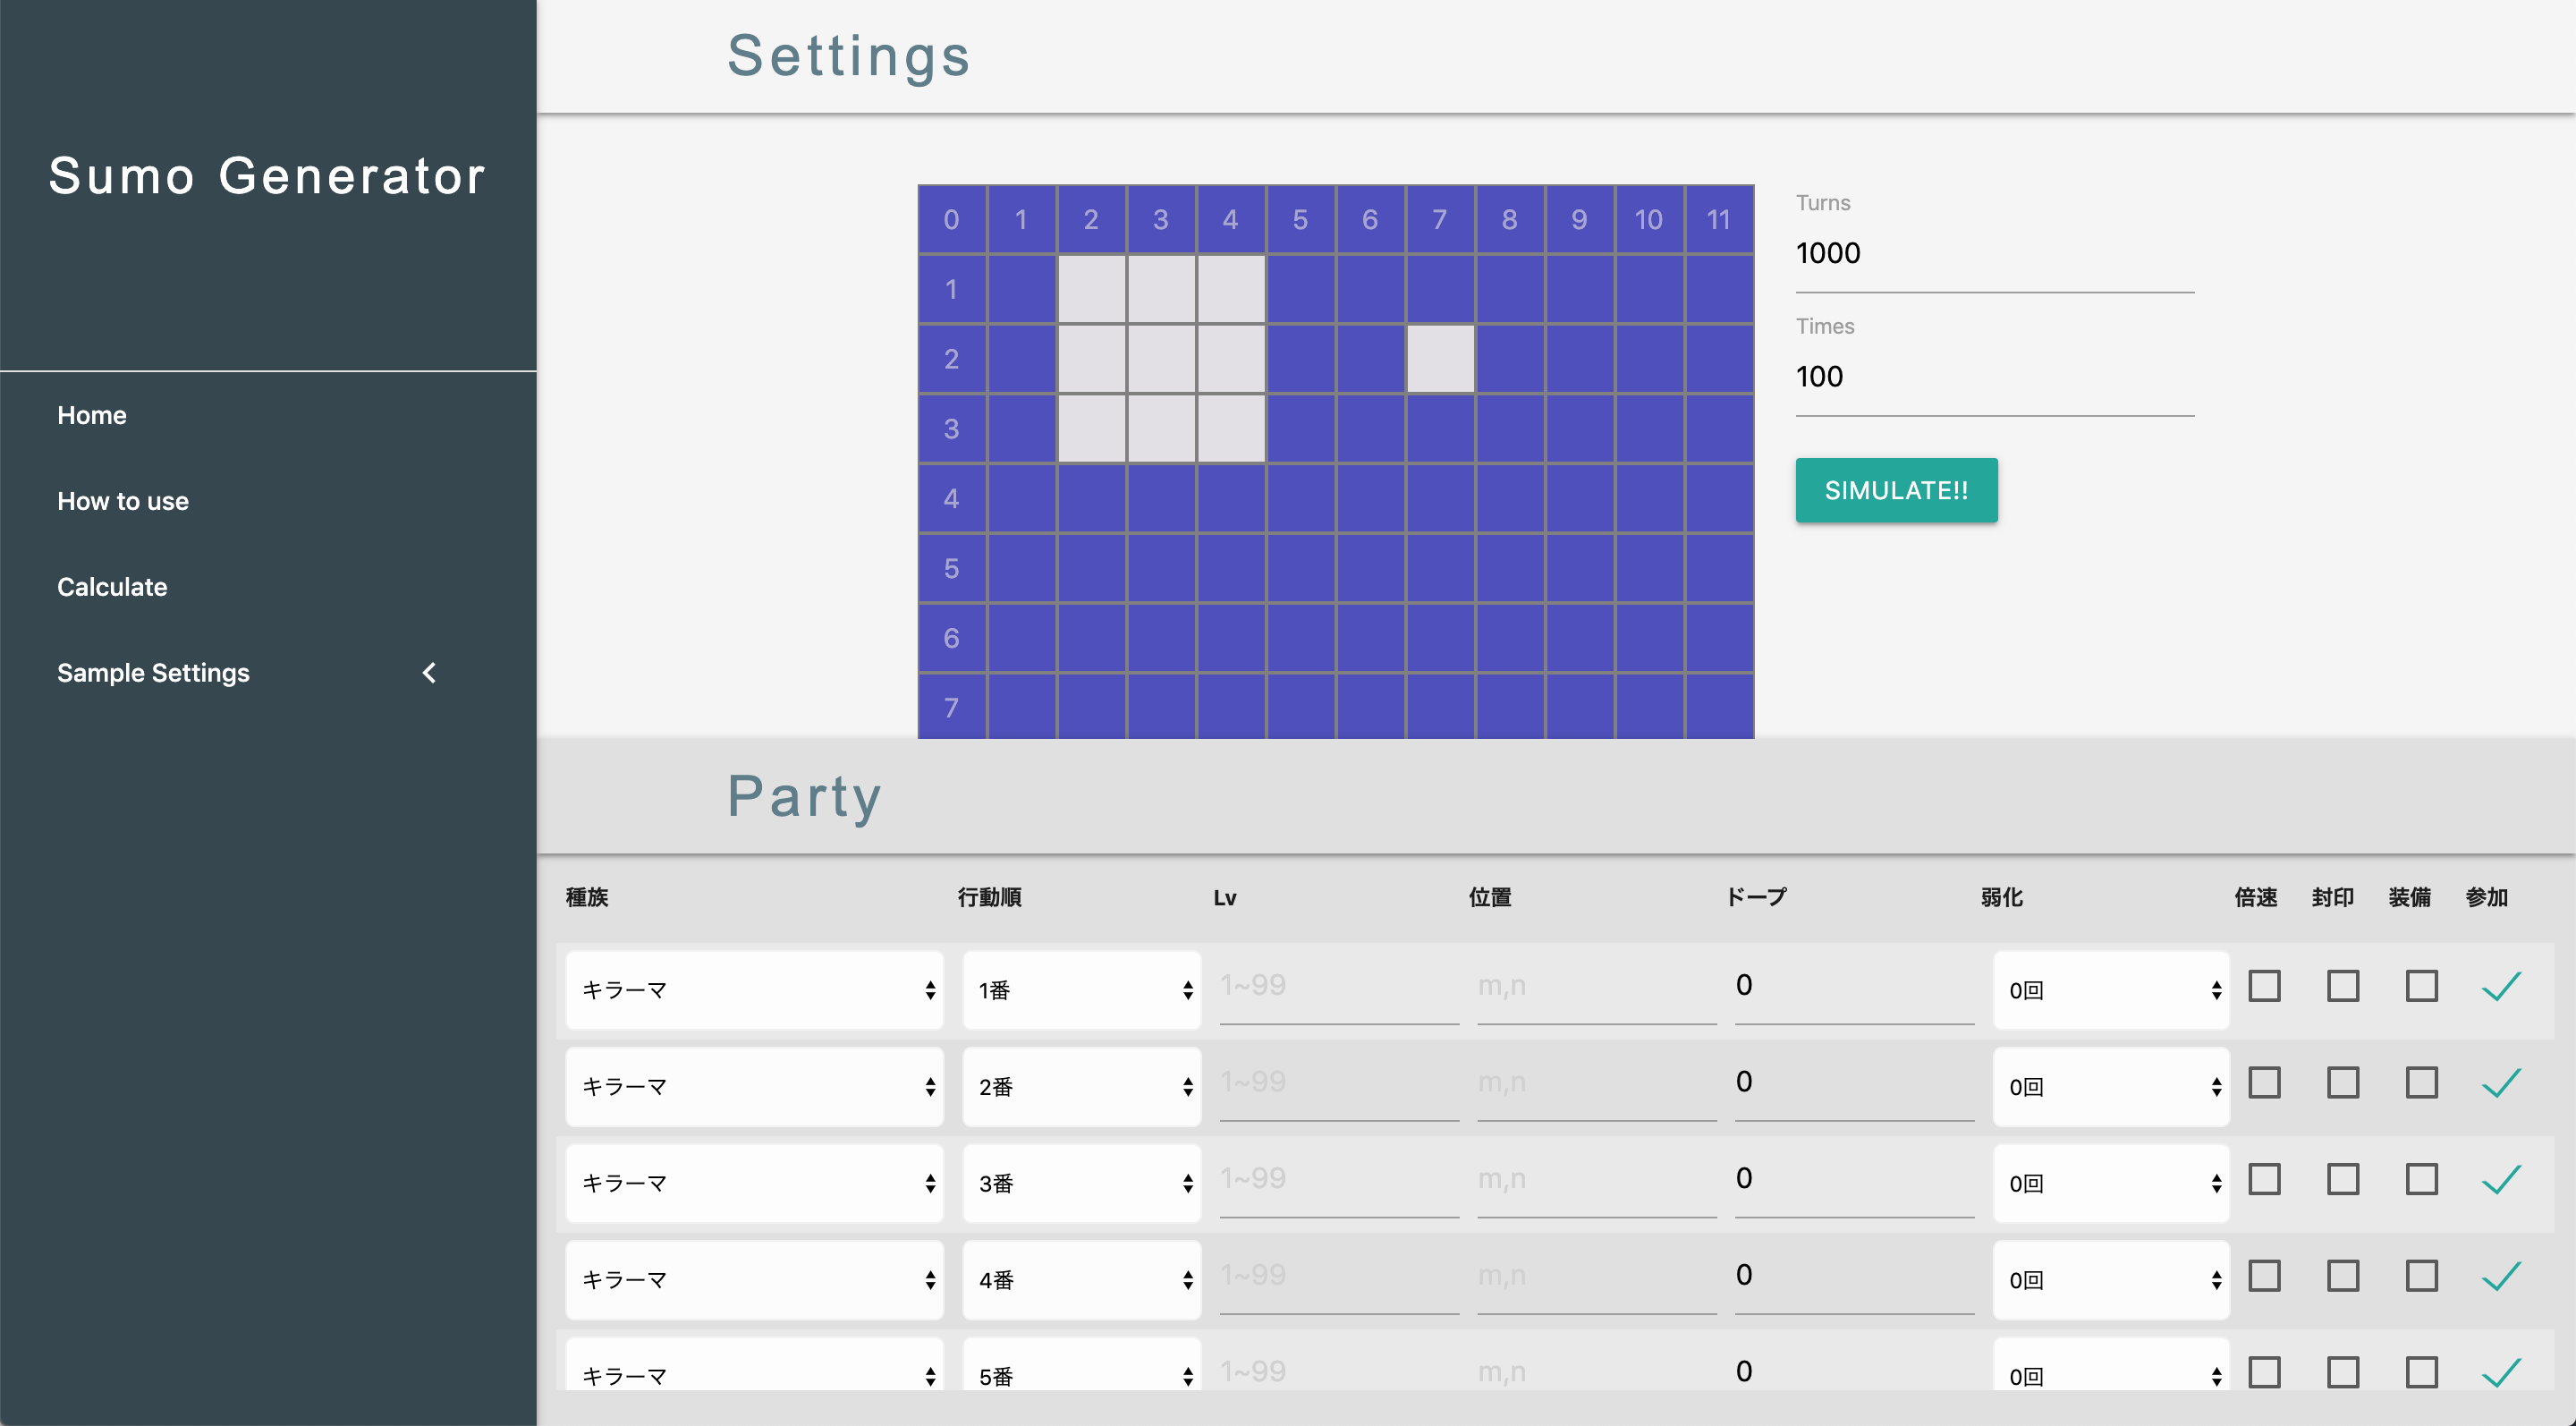 Sumo Generator
Home
How to use
Calculate
Sample Settings
Settings
0 1 2 3 4 5 6 7 8 9 10 11
1
2
3
4
5
6
7
Turns
1000
Times
100
SIMULATE!!
Party
種族 行動順 Lv 位置 ドープ 弱化 倍速 封印 装備 参加
キラーマ 1番 1~99 m,n 0 0回
キラーマ 2番 1~99 m,n 0 0回
キラーマ 3番 1~99 m,n 0 0回
キラーマ 4番 1~99 m,n 0 0回
キラーマ 5番 1~99 m,n 0 0回